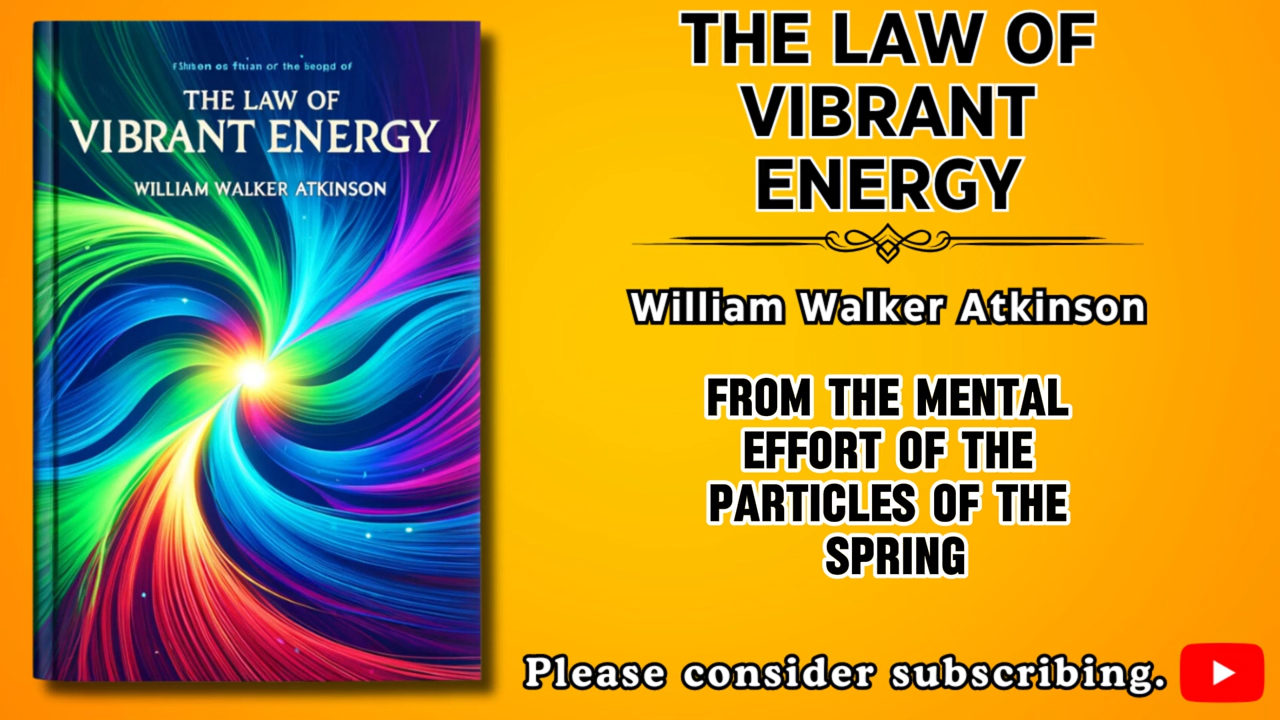 THE LAW OF
VIBRANT ENERGY
WILLIAM WALKER ATKINSON
THE LAW OF
VIBRANT
ENERGY
William Walker Atkinson
FROM THE MENTAL
EFFORT OF THE
PARTICLES OF THE
SPRING
Please consider subscribing.